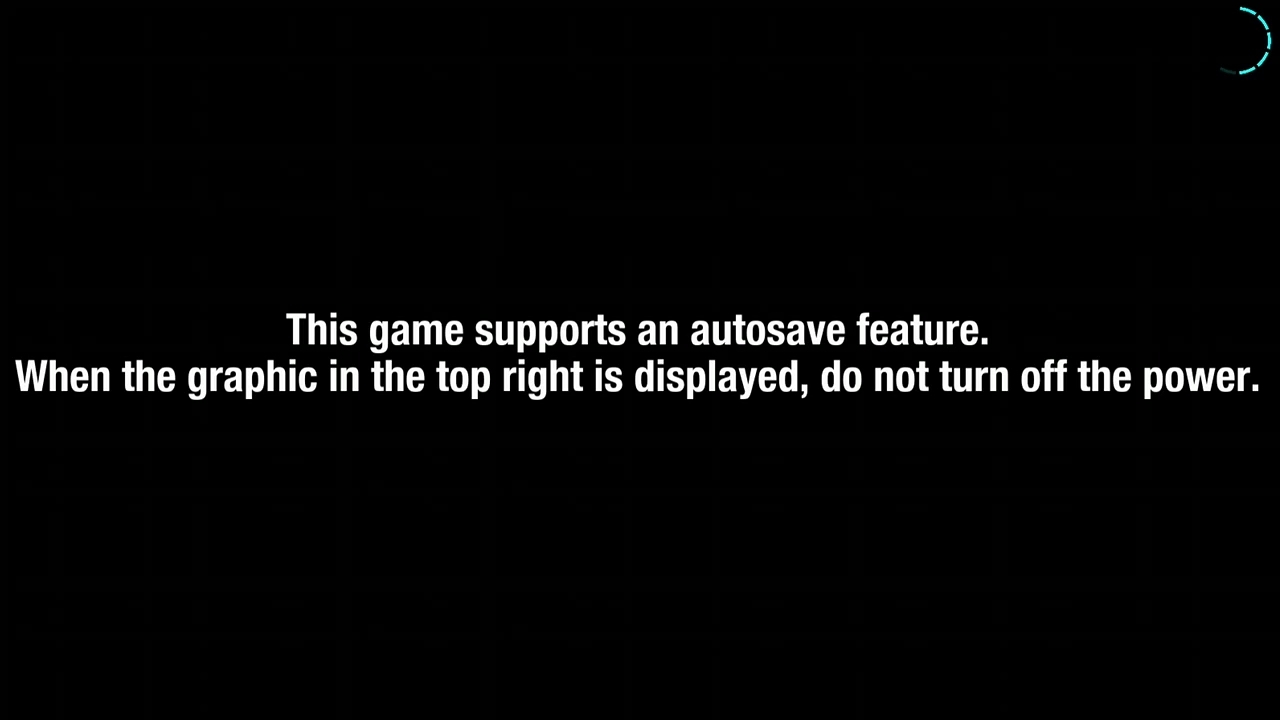 This game supports an autosave feature.
When the graphic in the top right is displayed, do not turn off the power.